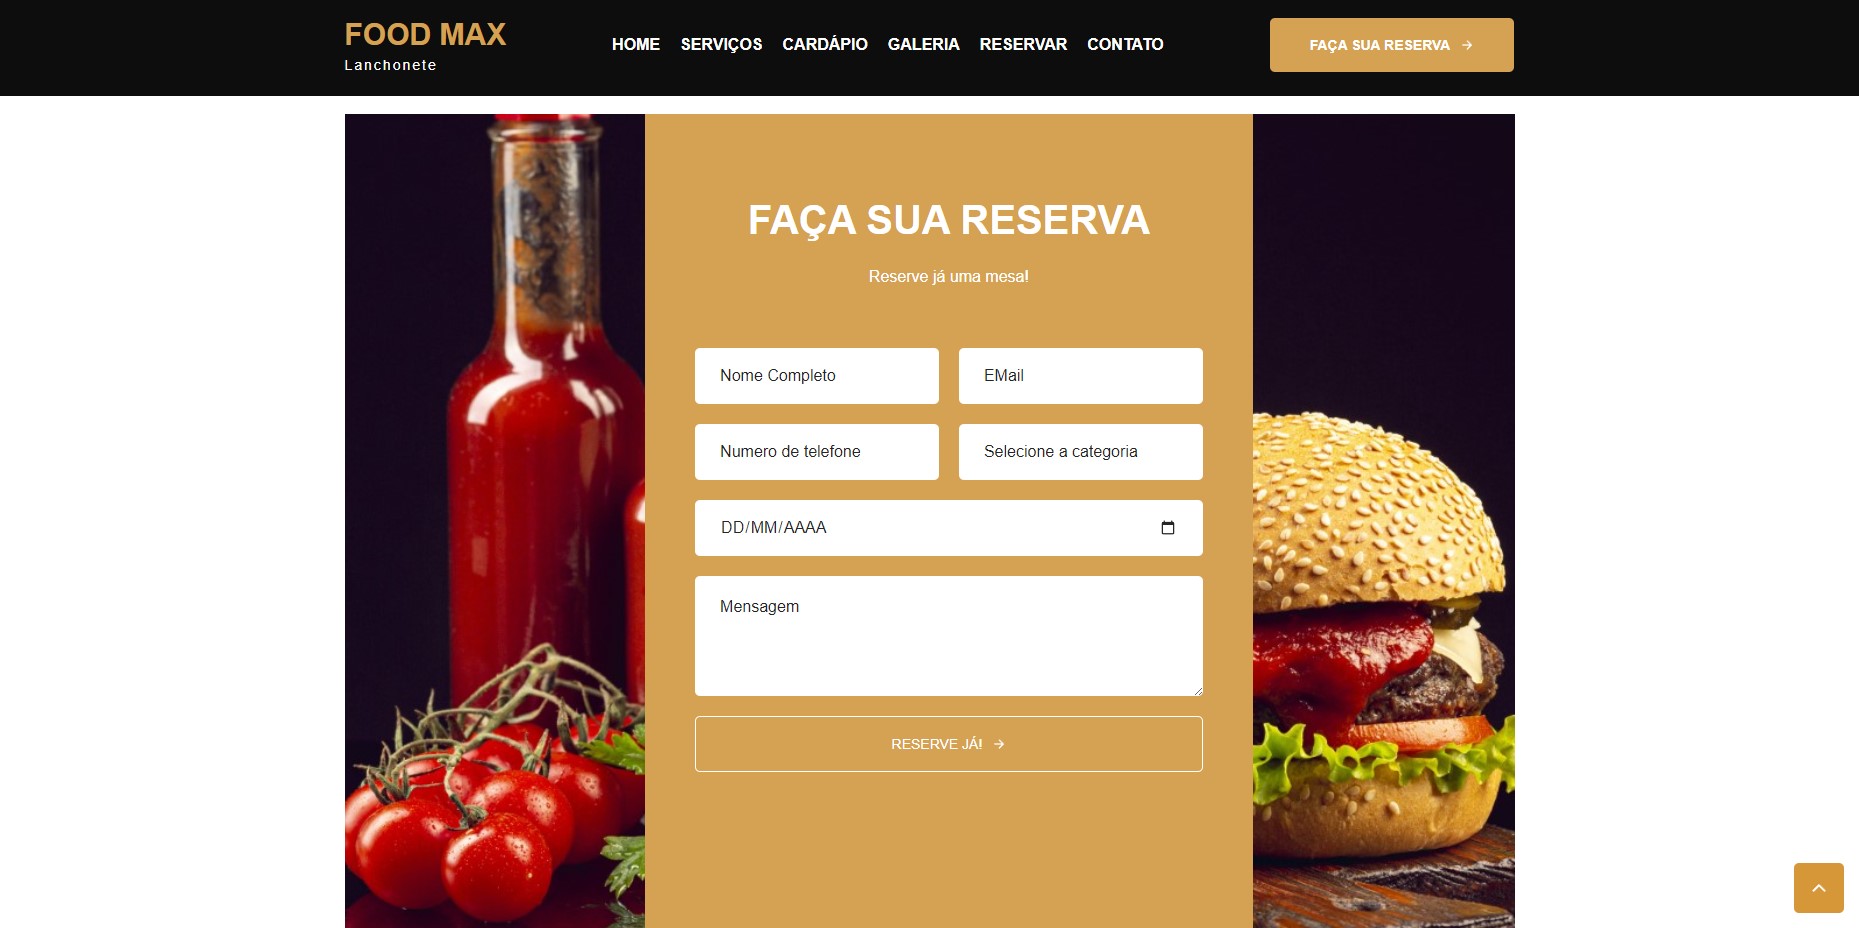 FOOD MAX
Lanchonete
HOME SERVIÇOS CARDÁPIO GALERIA RESERVAR CONTATO
FAÇA SUA RESERVA →
FAÇA SUA RESERVA
Reserve já uma mesa!
Nome Completo
EMail
Numero de telefone
Selecione a categoria
DD/MM/AAAA
Mensagem
RESERVE JÁ! →